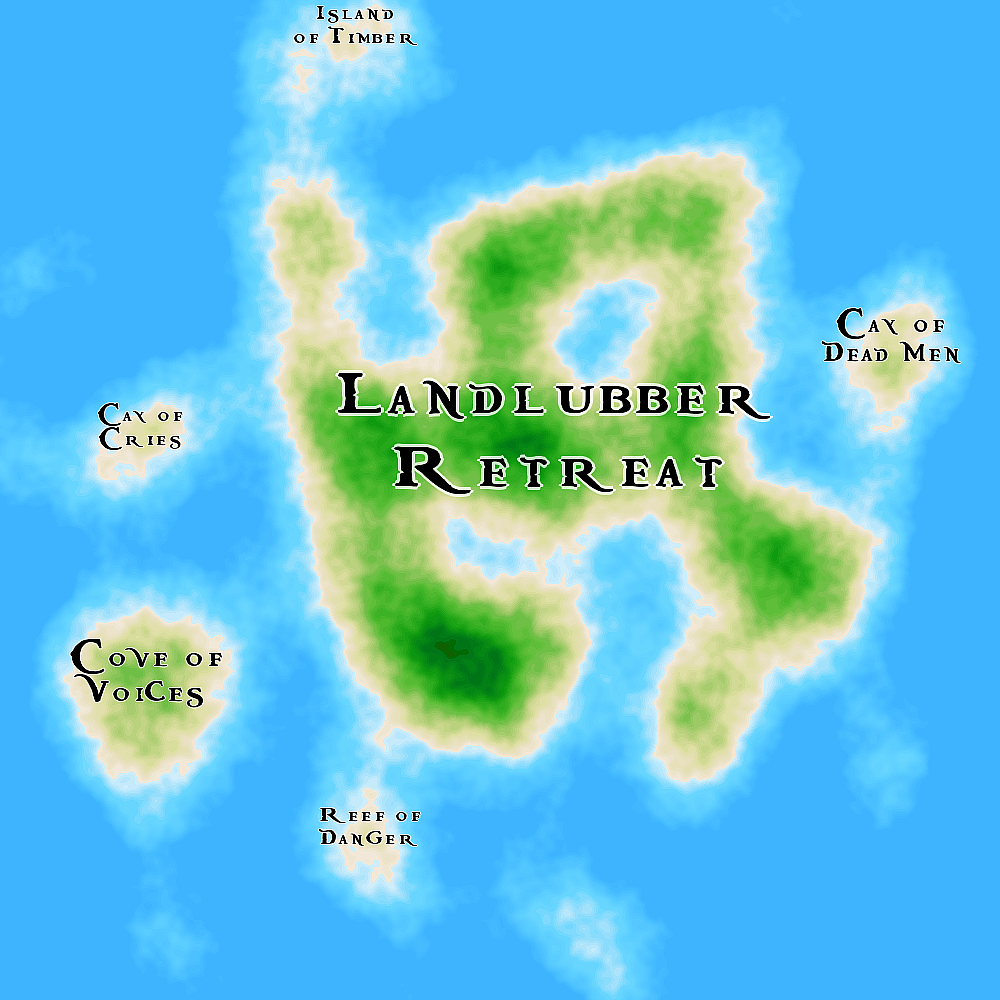 Island
of Timber
Cay of
Dead Men
Landlubber
Retreat
Cay of
Cries
Cove of
Voices
Reef of
Danger